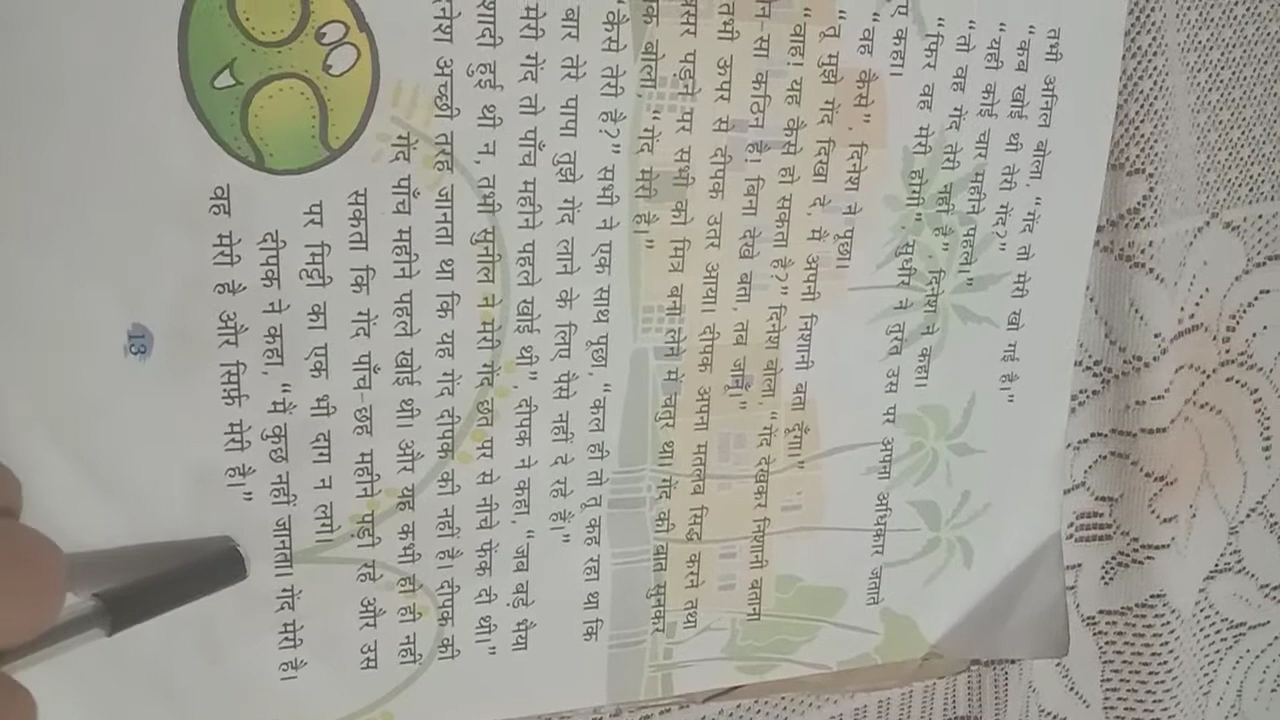 तभी अनिल बोला, “गेंद तो मेरी खो गई है।”
“कब खोई थी तेरी गेंद?”
“यही कोई चार महीने पहले।”
“तो वह गेंद तेरी नहीं है” दिनेश ने कहा।
“फिर वह मेरी होगी”, सुधीर ने तुरंत उस पर अपना अधिकार जताते
ए कहा।
“वह कैसे”, दिनेश ने पूछा।
“तू मुझे गेंद दिखा दे, मैं अपनी निशानी बता दूँगा।”
“वाह! यह कैसे हो सकता है?” दिनेश बोला, “गेंद देखकर निशानी बताना
न-सा कठिन है! बिना देखे बता, तब जानूँ।”
तभी ऊपर से दीपक उतर आया। दीपक अपना मतलब सिद्ध करने तथा
सर पड़ने पर सभी को मित्र बना लेने में चतुर था। गेंद की बात सुनकर
क बोला, “गेंद मेरी है।”
“कैसे तेरी है?” सभी ने एक साथ पूछा, “कल ही तो तू कह रहा था कि
बार तेरे पापा तुझे गेंद लाने के लिए पैसे नहीं दे रहे हैं।”
मेरी गेंद तो पाँच महीने पहले खोई थी”, दीपक ने कहा, “जब बड़े भैया
शादी हुई थी न, तभी सुनील ने मेरी गेंद छत पर से नीचे फेंक दी थी।”
नेश अच्छी तरह जानता था कि यह गेंद दीपक की नहीं है। दीपक की
गेंद पाँच महीने पहले खोई थी। और यह कभी हो ही नहीं
सकता कि गेंद पाँच-छह महीने पड़ी रहे और उस
पर मिट्टी का एक भी दाग न लगे।
दीपक ने कहा, “मैं कुछ नहीं जानता। गेंद मेरी है।
वह मेरी है और सिर्फ मेरी है।”
13